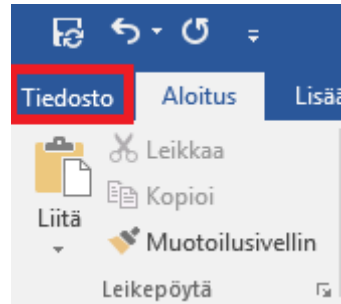 Tiedosto Aloitus Lisää
Leikkaa
Kopioi
Liitä
Muotoilusivellin
Leikepöytä